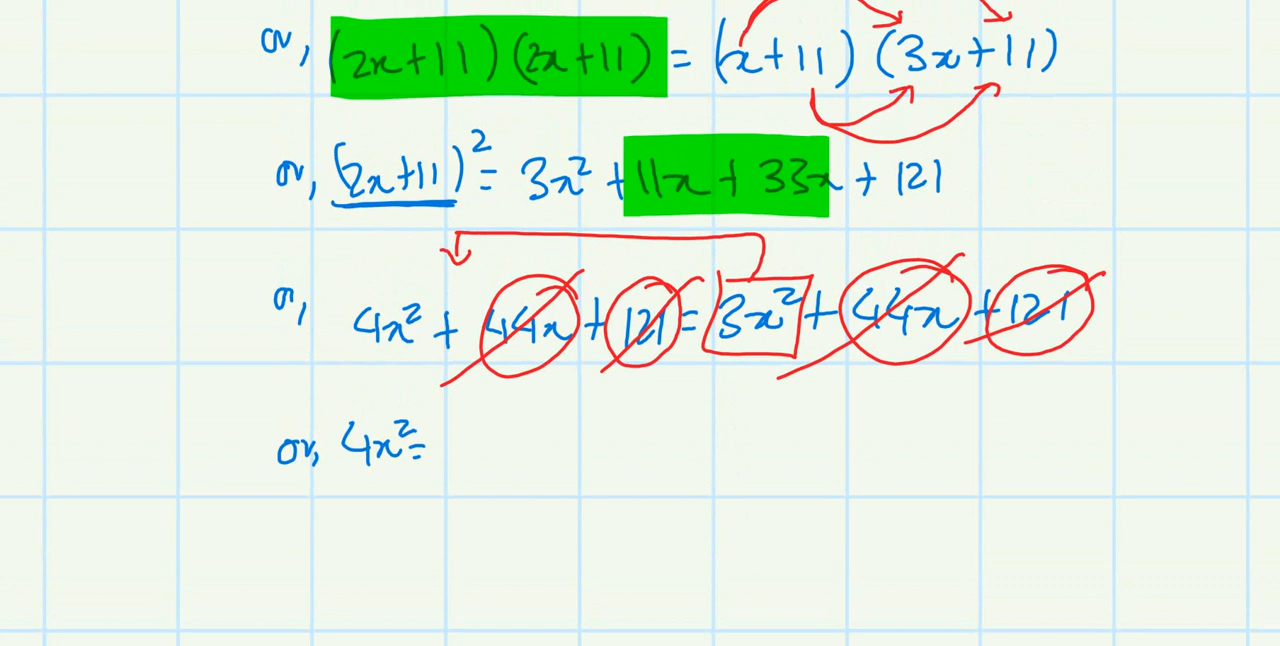 or, (2x+11)(2x+11) = (x+11)(3x+11)
or, (2x+11)² = 3x² + 11x + 33x + 121
or, 4x² + 44x + 121 = 3x² + 44x + 121
or, 4x² =